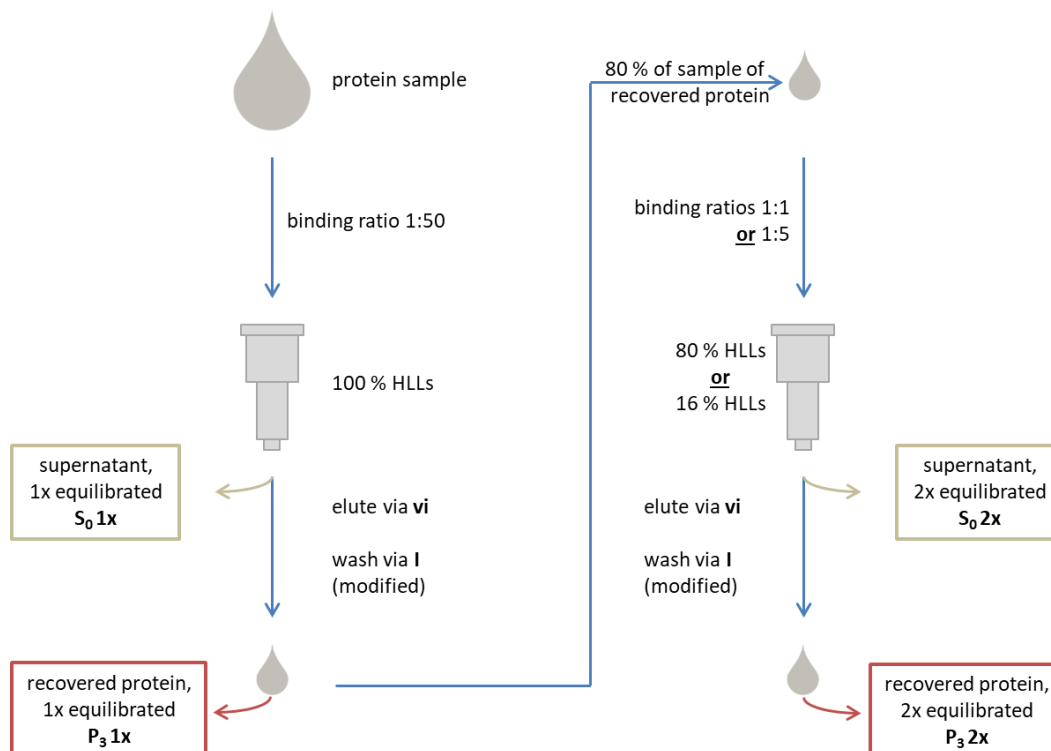 protein sample
binding ratio 1:50
100 % HLLs
supernatant,
1x equilibrated
S₀ 1x
elute via vi
wash via I
(modified)
recovered protein,
1x equilibrated
P₃ 1x
80 % of sample of
recovered protein
binding ratios 1:1
or 1:5
80 % HLLs
or
16 % HLLs
supernatant,
2x equilibrated
S₀ 2x
elute via vi
wash via I
(modified)
recovered protein,
2x equilibrated
P₃ 2x